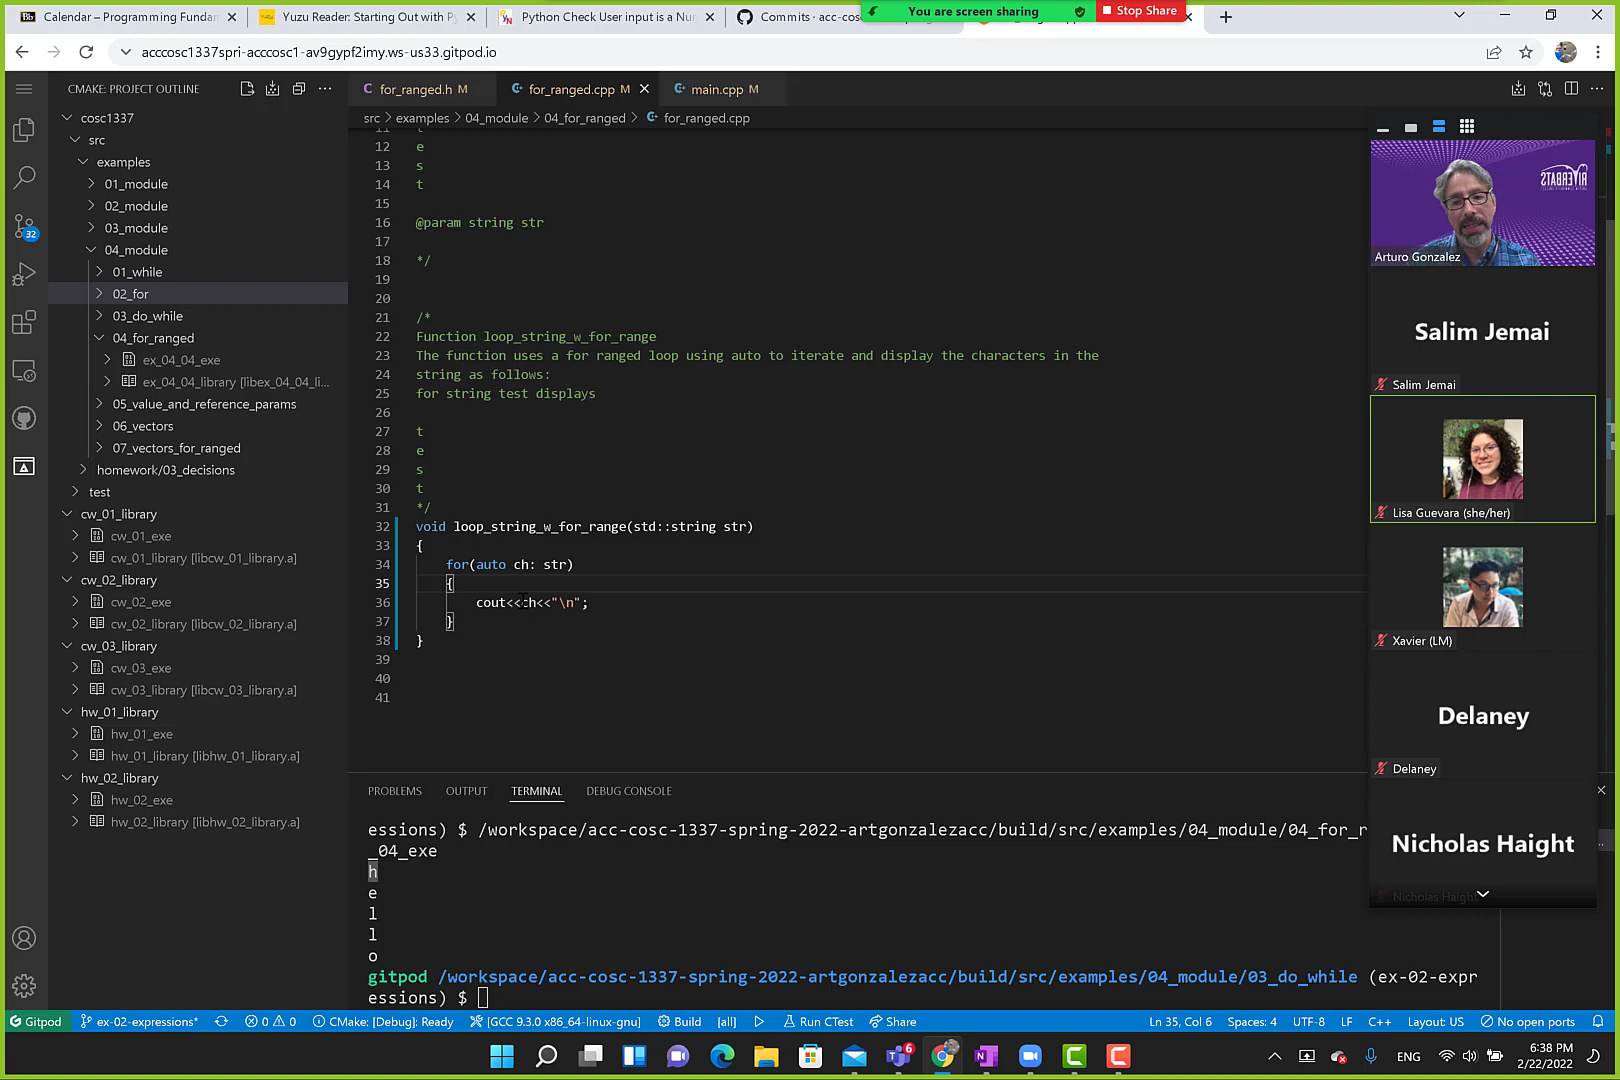 Calendar – Programming Fundam
Yuzu Reader: Starting Out with Py
Python Check User input is a Nu
Commits · acc-cos
You are screen sharing
Stop Share
acccosc1337spri-acccosc1-av9gypf2imy.ws-us33.gitpod.io
CMAKE: PROJECT OUTLINE
for_ranged.h M
for_ranged.cpp M
main.cpp M
src > examples > 04_module > 04_for_ranged > for_ranged.cpp
cosc1337
src
examples
01_module
02_module
03_module
04_module
01_while
02_for
03_do_while
04_for_ranged
ex_04_04_exe
ex_04_04_library [libex_04_04_li...
05_value_and_reference_params
06_vectors
07_vectors_for_ranged
homework/03_decisions
test
cw_01_library
cw_01_exe
cw_01_library [libcw_01_library.a]
cw_02_library
cw_02_exe
cw_02_library [libcw_02_library.a]
cw_03_library
cw_03_exe
cw_03_library [libcw_03_library.a]
hw_01_library
hw_01_exe
hw_01_library [libhw_01_library.a]
hw_02_library
hw_02_exe
hw_02_library [libhw_02_library.a]
32
12 e
13 s
14 t
15
16 @param string str
17
18 */
19
20
21 /*
22 Function loop_string_w_for_range
23 The function uses a for ranged loop using auto to iterate and display the characters in the
24 string as follows:
25 for string test displays
26
27 t
28 e
29 s
30 t
31 */
32 void loop_string_w_for_range(std::string str)
33 {
34 for(auto ch: str)
35 {
36 cout<<ch<<"\n";
37 }
38 }
39
40
41
RIVERBATS
Arturo Gonzalez
Salim Jemai
Salim Jemai
Lisa Guevara (she/her)
Xavier (LM)
Delaney
Delaney
Nicholas Haight
Nicholas Haight
PROBLEMS OUTPUT TERMINAL DEBUG CONSOLE
essions) $ /workspace/acc-cosc-1337-spring-2022-artgonzalezacc/build/src/examples/04_module/04_for_r
_04_exe
h
e
l
l
o
gitpod /workspace/acc-cosc-1337-spring-2022-artgonzalezacc/build/src/examples/04_module/03_do_while (ex-02-expr
essions) $
Gitpod ex-02-expressions* 0 0 CMake: [Debug]: Ready [GCC 9.3.0 x86_64-linux-gnu] Build [all] Run CTest Share Ln 35, Col 6 Spaces: 4 UTF-8 LF C++ Layout: US No open ports
6
ENG
6:38 PM
2/22/2022